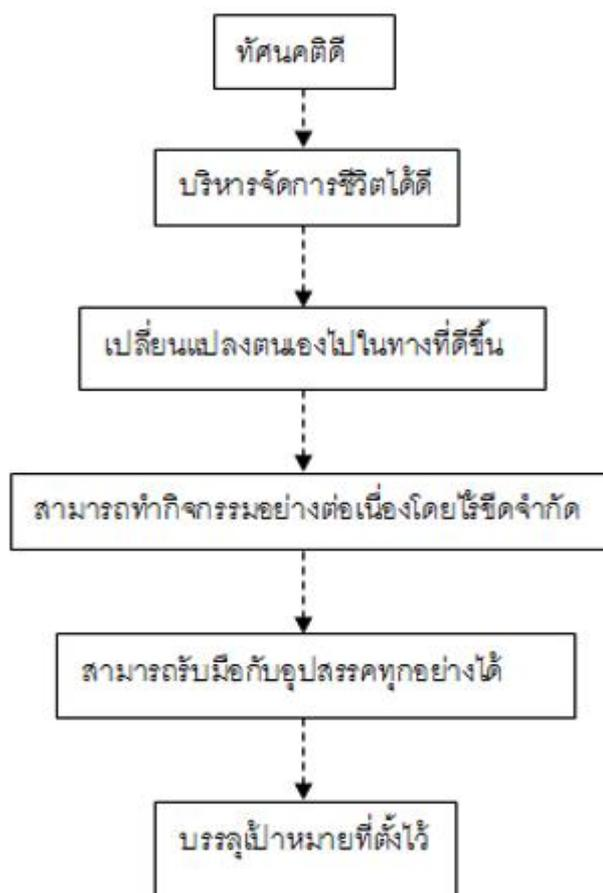 ทัศนคติดี
บริหารจัดการชีวิตได้ดี
เปลี่ยนแปลงตนเองไปในทางที่ดีขึ้น
สามารถทำกิจกรรมอย่างต่อเนื่องโดยไร้ขีดจำกัด
สามารถรับมือกับอุปสรรคทุกอย่างได้
บรรลุเป้าหมายที่ตั้งไว้